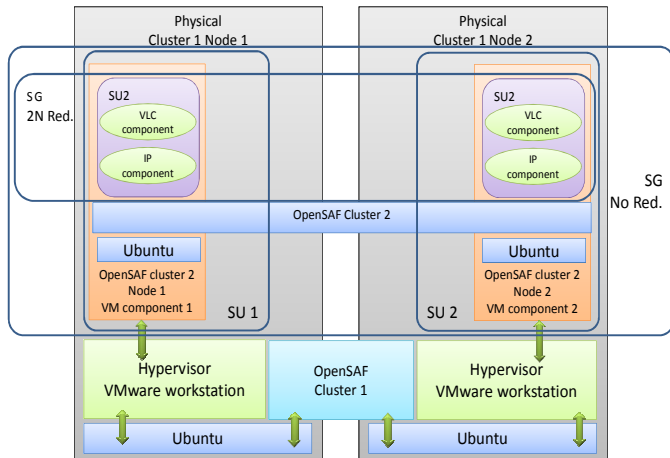 Physical
Cluster 1 Node 1
Physical
Cluster 1 Node 2
SG
2N Red.
SU2
VLC
component
IP
component
SU2
VLC
component
IP
component
SG
No Red.
OpenSAF Cluster 2
Ubuntu
OpenSAF cluster 2
Node 1
VM component 1
SU 1
Ubuntu
OpenSAF cluster 2
Node 2
VM component 2
SU 2
Hypervisor
VMware workstation
OpenSAF
Cluster 1
Hypervisor
VMware workstation
Ubuntu
Ubuntu